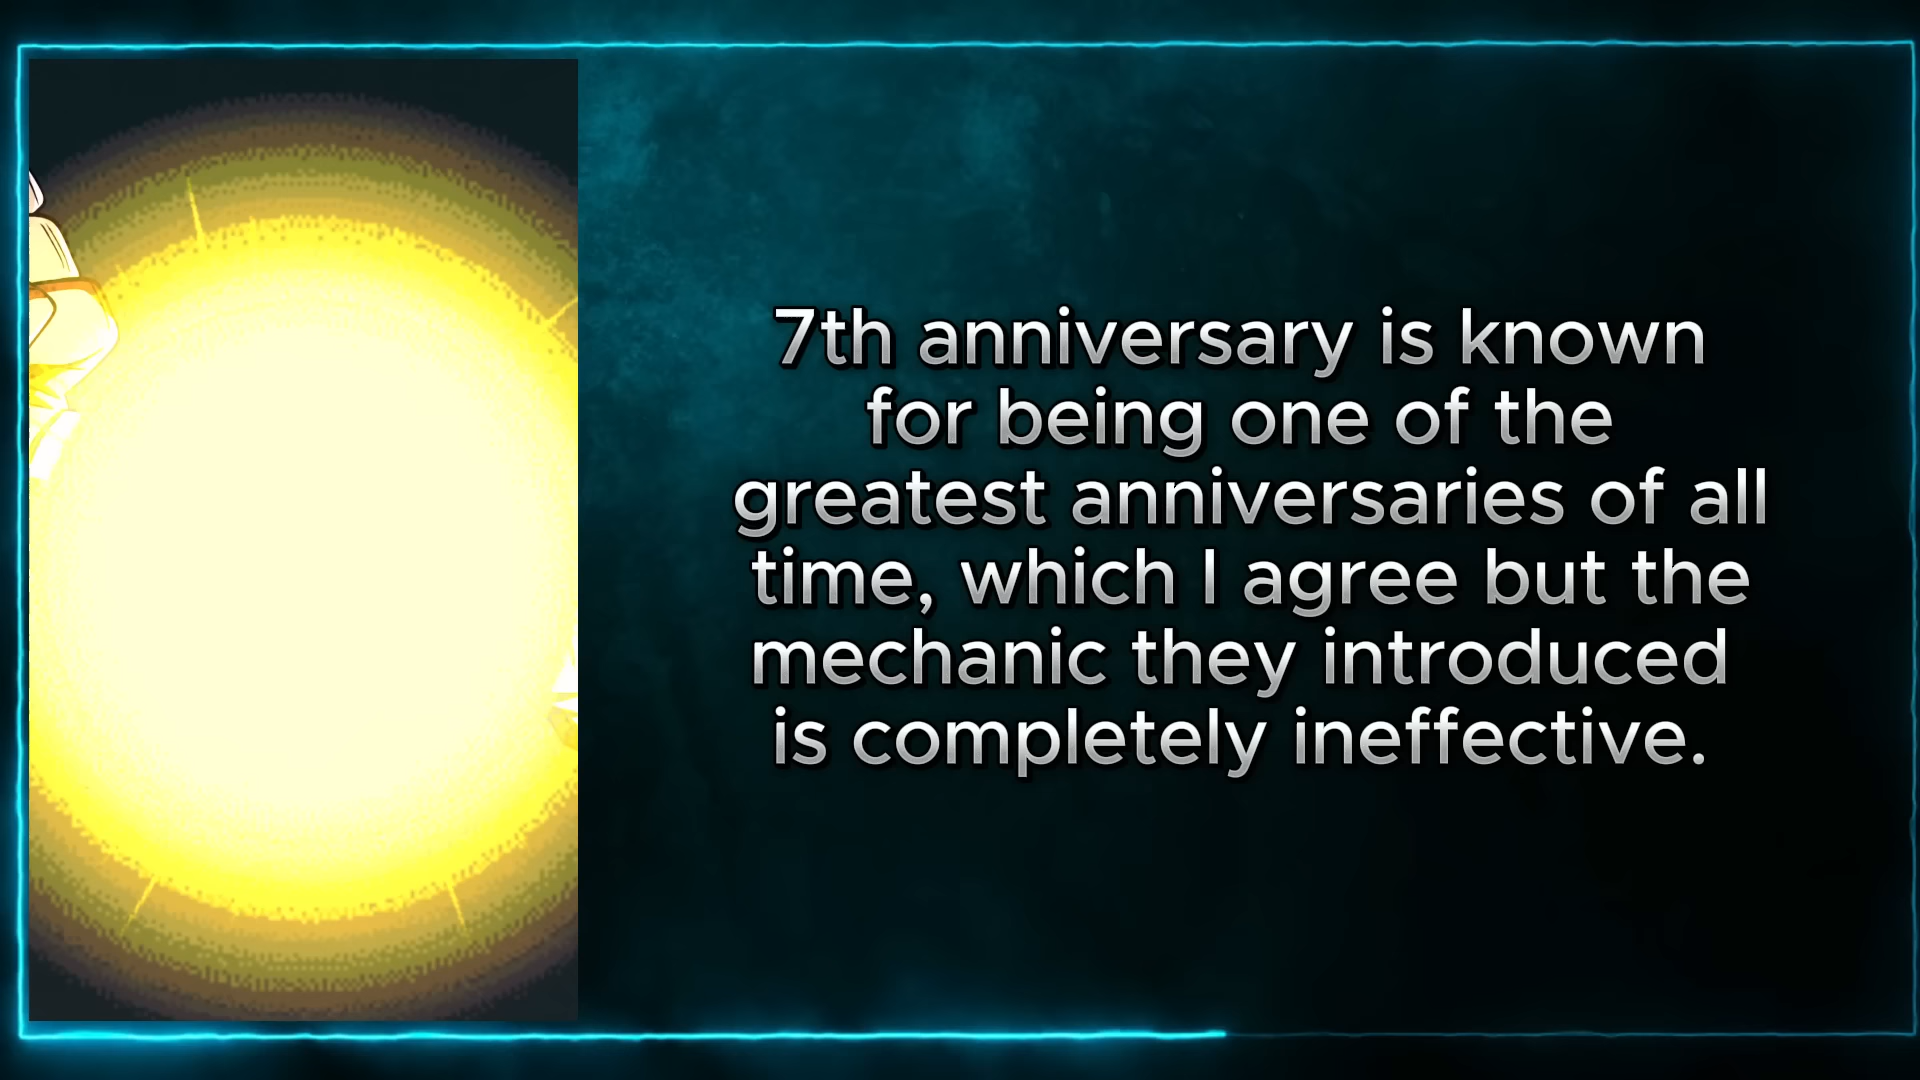 7th anniversary is known
for being one of the
greatest anniversaries of all
time, which I agree but the
mechanic they introduced
is completely ineffective.